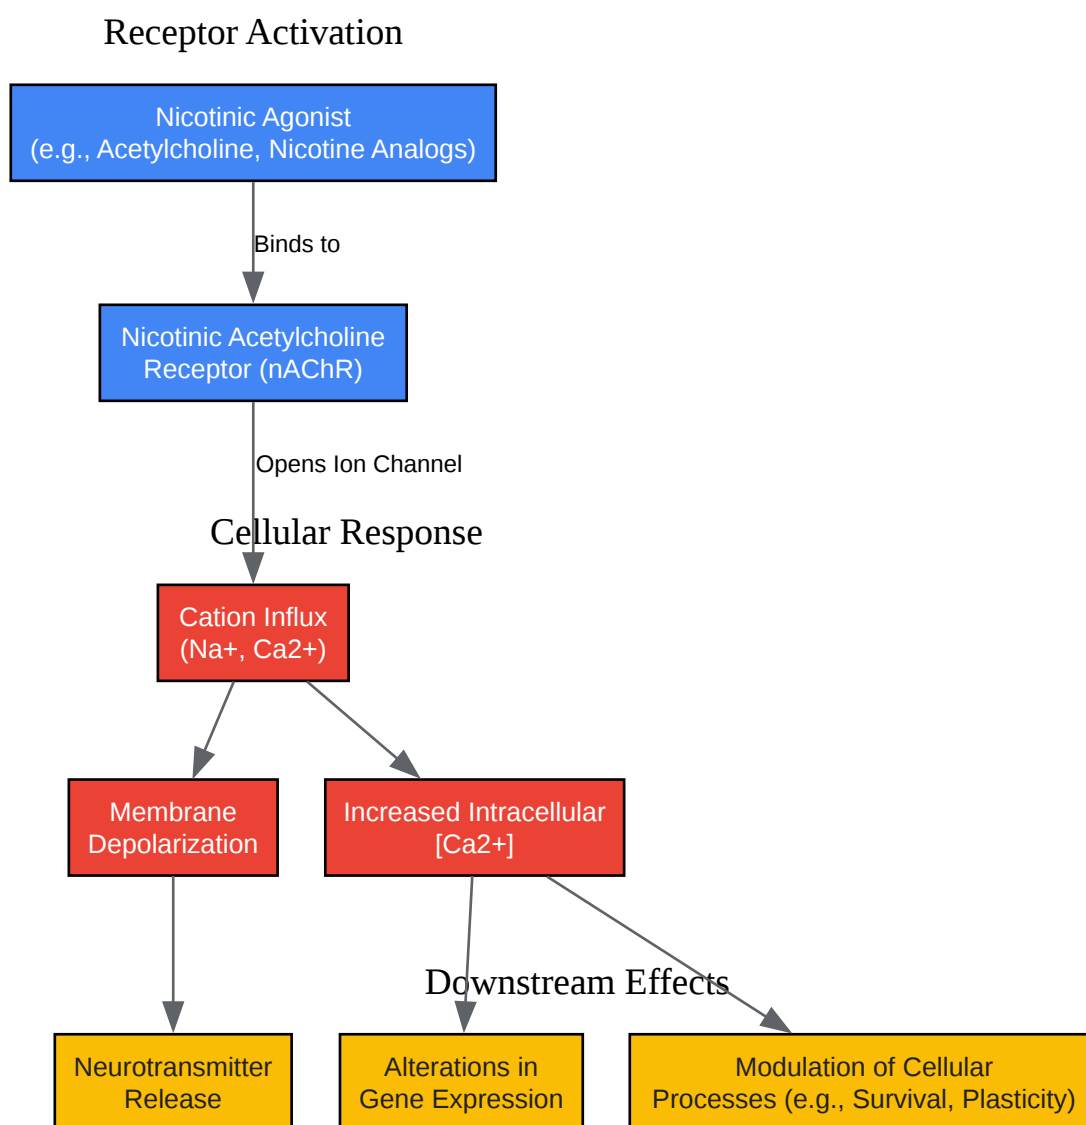 Receptor Activation
Nicotinic Agonist
(e.g., Acetylcholine, Nicotine Analogs)
Binds to
Nicotinic Acetylcholine
Receptor (nAChR)
Opens Ion Channel
Cellular Response
Cation Influx
(Na+, Ca2+)
Membrane
Depolarization
Increased Intracellular
[Ca2+]
Downstream Effects
Neurotransmitter
Release
Alterations in
Gene Expression
Modulation of Cellular
Processes (e.g., Survival, Plasticity)